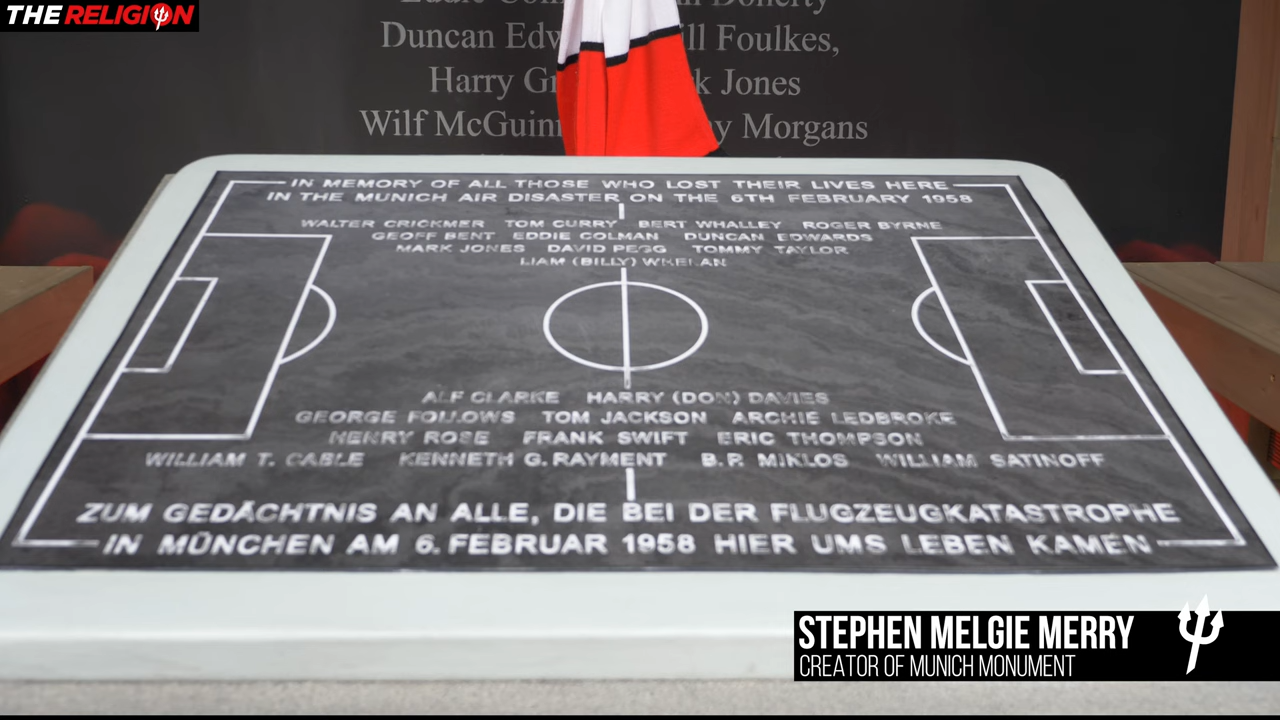 THE RELIGION
Duncan Edw ill Foulkes,
Harry Gr k Jones
Wilf McGuin y Morgans
IN MEMORY OF ALL THOSE WHO LOST THEIR LIVES HERE
IN THE MUNICH AIR DISASTER ON THE 6TH FEBRUARY 1958
WALTER CRICKMER TOM CURRY BERT WHALLEY ROGER BYRNE
GEOFF BENT EDDIE COLMAN DUNCAN EDWARDS
MARK JONES DAVID PEGG TOMMY TAYLOR
LIAM (BILLY) WHELAN
ALF CLARKE HARRY (DON) DAVIES
GEORGE FOLLOWS TOM JACKSON ARCHIE LEDBROKE
HENRY ROSE FRANK SWIFT ERIC THOMPSON
WILLIAM T. CABLE KENNETH G. RAYMENT B.P. MIKLOS WILLIAM SATINOFF
ZUM GEDÄCHTNIS AN ALLE, DIE BEI DER FLUGZEUGKATASTROPHE
IN MÜNCHEN AM 6. FEBRUAR 1958 HIER UMS LEBEN KAMEN
STEPHEN MELGIE MERRY
CREATOR OF MUNICH MONUMENT